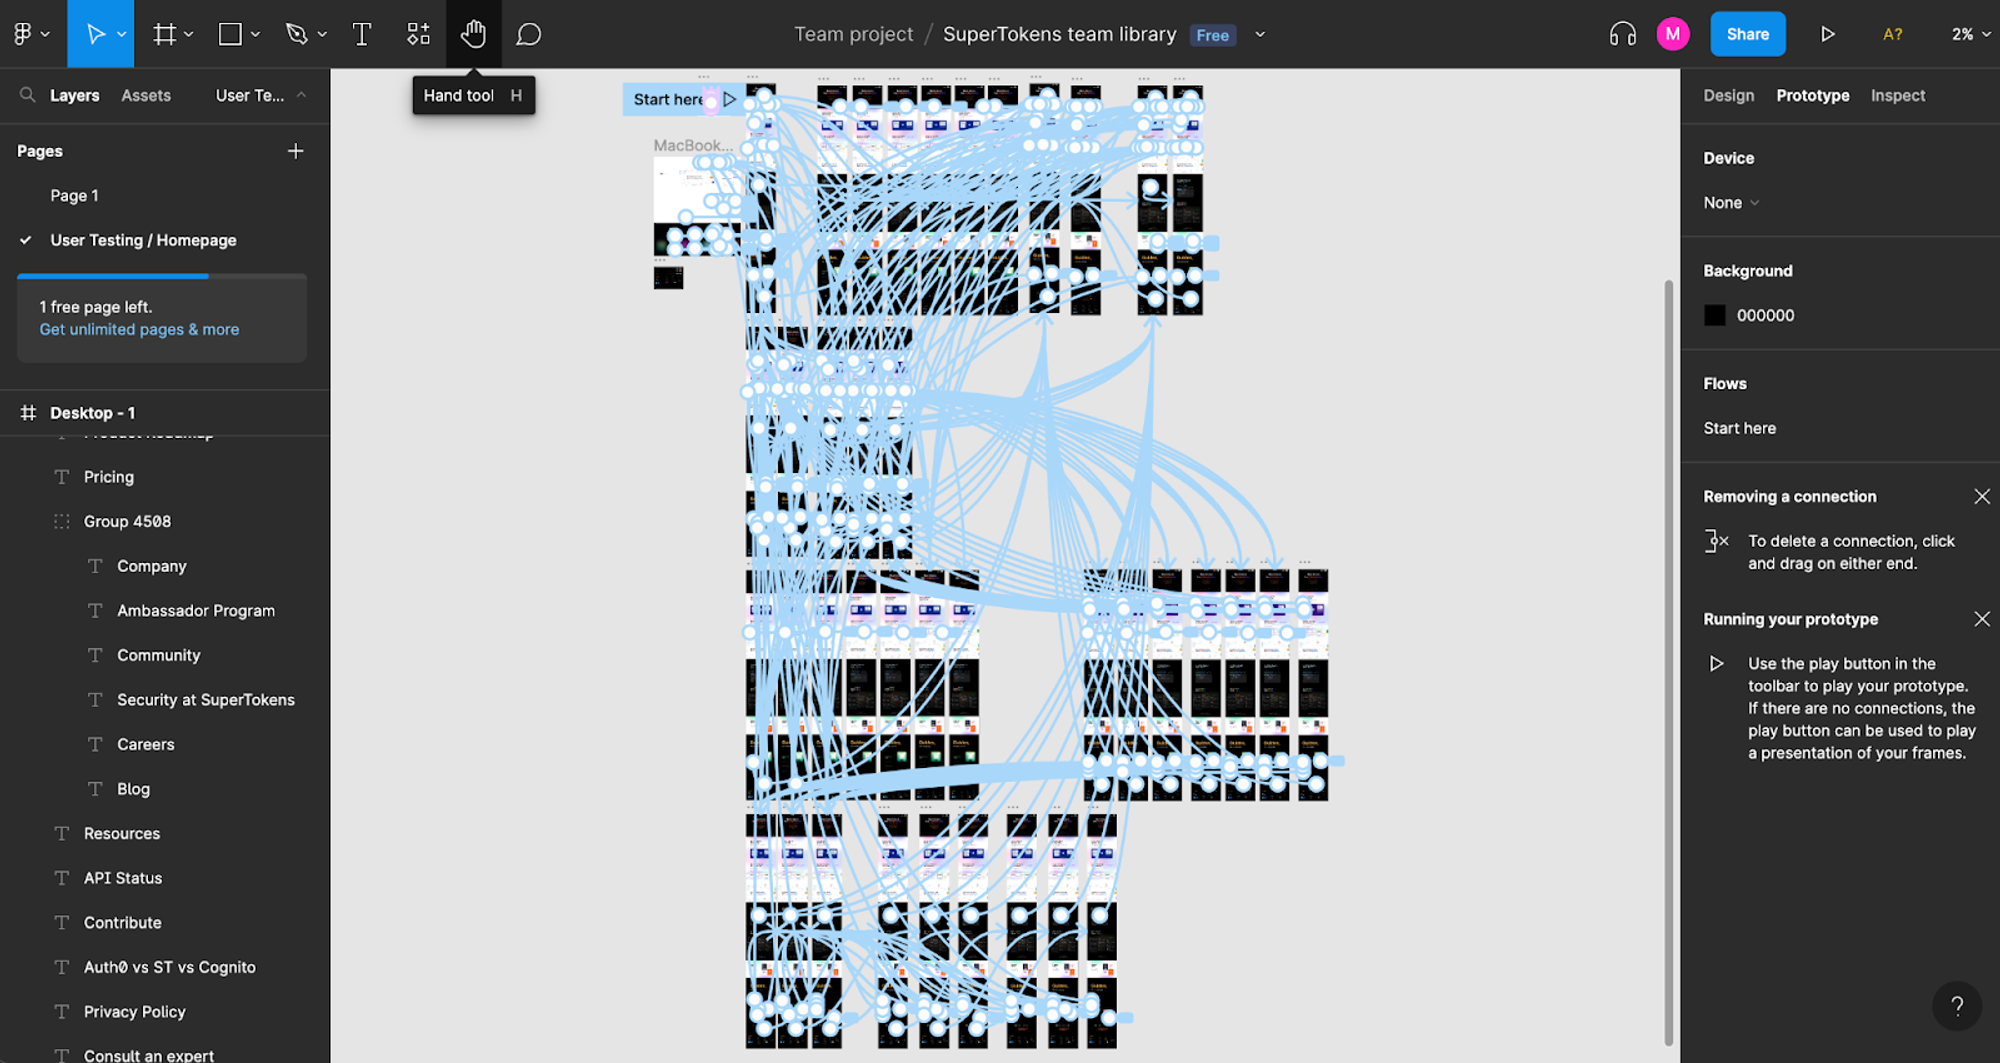 Team project / SuperTokens team library Free
M
Share
A?
2%
Layers
Assets
User Te...
Hand tool H
Pages
Page 1
User Testing / Homepage
1 free page left.
Get unlimited pages & more
Desktop - 1
Product Roadmap
Pricing
Group 4508
Company
Ambassador Program
Community
Security at SuperTokens
Careers
Blog
Resources
API Status
Contribute
Auth0 vs ST vs Cognito
Privacy Policy
Consult an expert
Start here
MacBook...
Design
Prototype
Inspect
Device
None
Background
000000
Flows
Start here
Removing a connection
To delete a connection, click
and drag on either end.
Running your prototype
Use the play button in the
toolbar to play your prototype.
If there are no connections, the
play button can be used to play
a presentation of your frames.
?